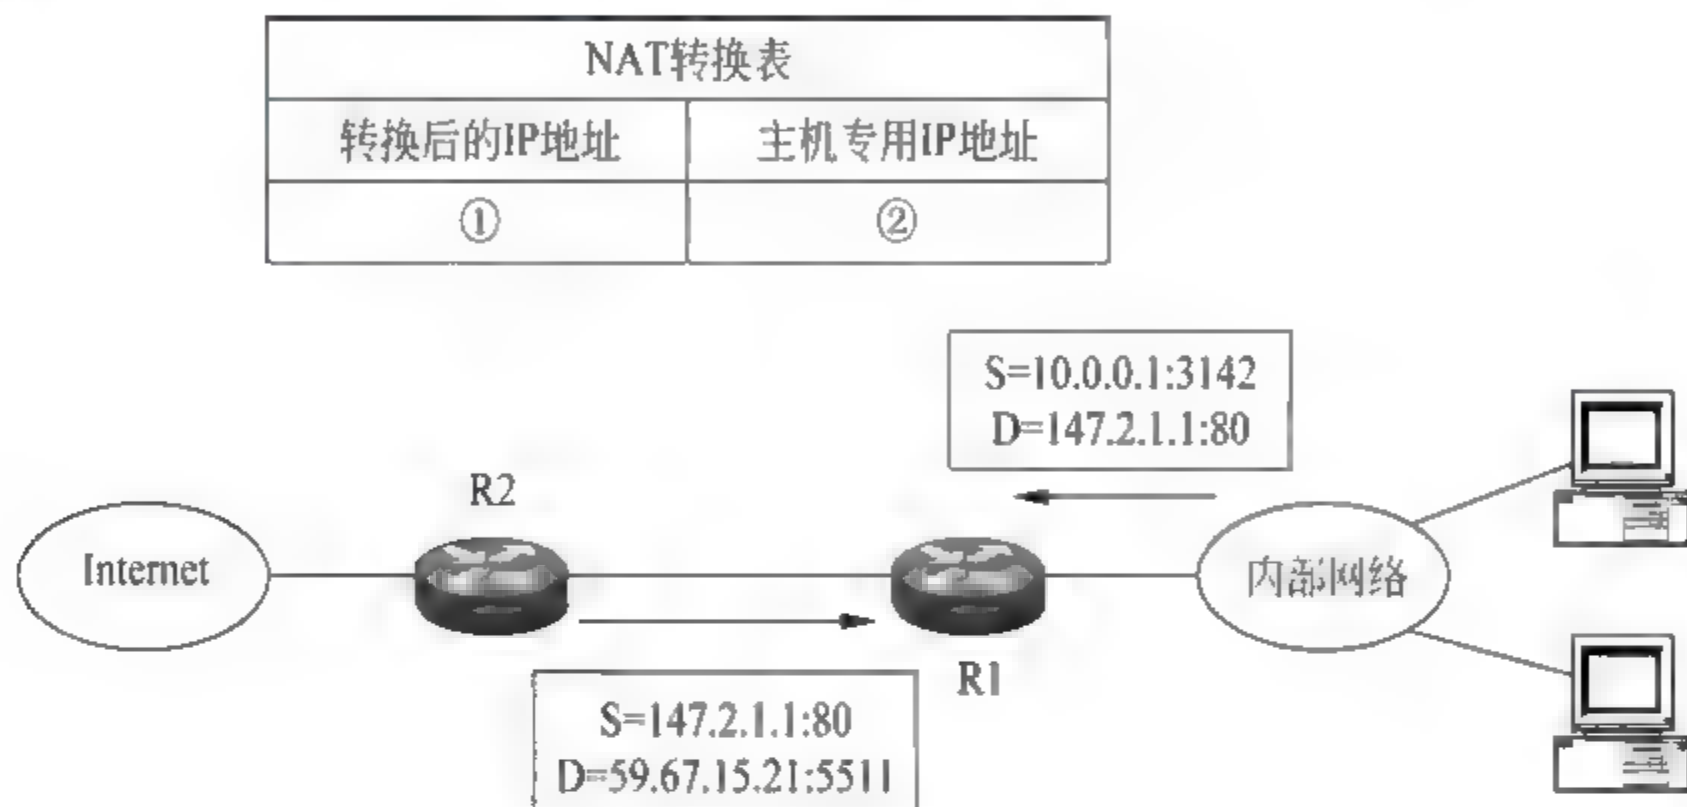 NAT转换表
转换后的IP地址 主机专用IP地址
① ②
S=10.0.0.1:3142
D=147.2.1.1:80
R2
Internet
内部网络
R1
S=147.2.1.1:80
D=59.67.15.21:5511